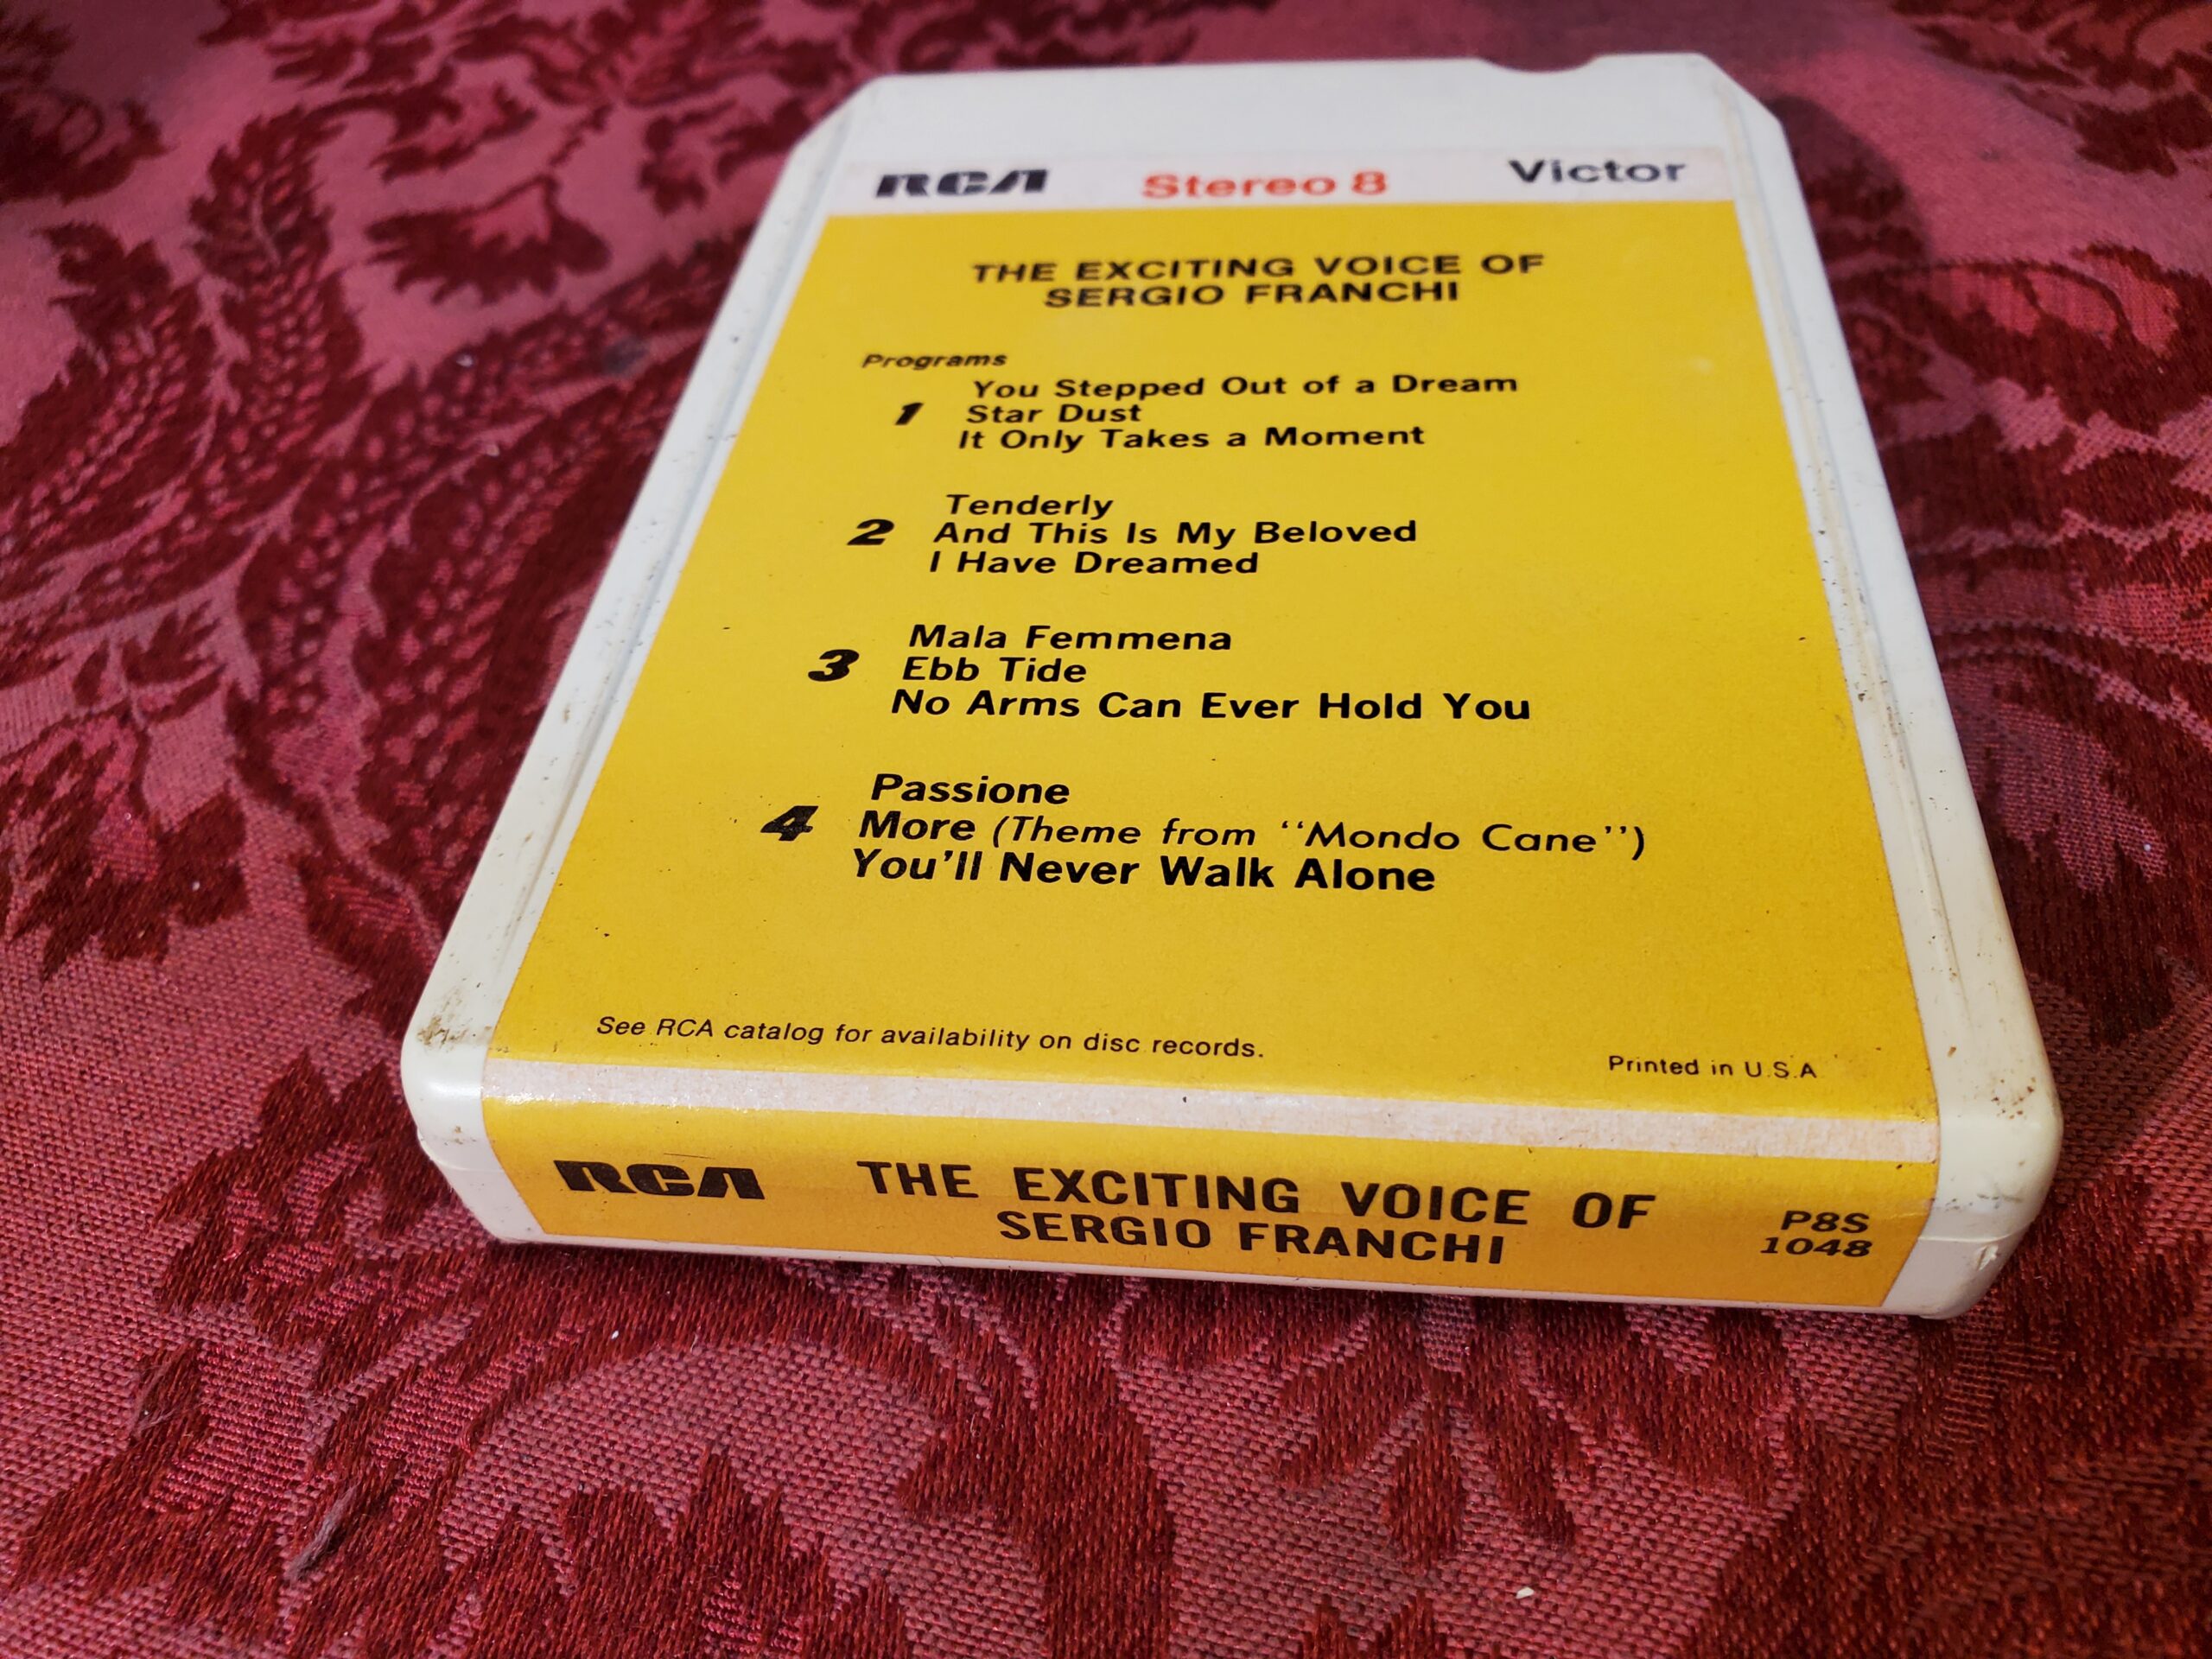 RCA Stereo 8 Victor
THE EXCITING VOICE OF
SERGIO FRANCHI
Programs
You Stepped Out of a Dream
1 Star Dust
It Only Takes a Moment
Tenderly
2 And This Is My Beloved
I Have Dreamed
Mala Femmena
3 Ebb Tide
No Arms Can Ever Hold You
Passione
4 More (Theme from "Mondo Cane")
You'll Never Walk Alone
See RCA catalog for availability on disc records.
Printed in U.S.A
RCA THE EXCITING VOICE OF P8S
SERGIO FRANCHI 1048